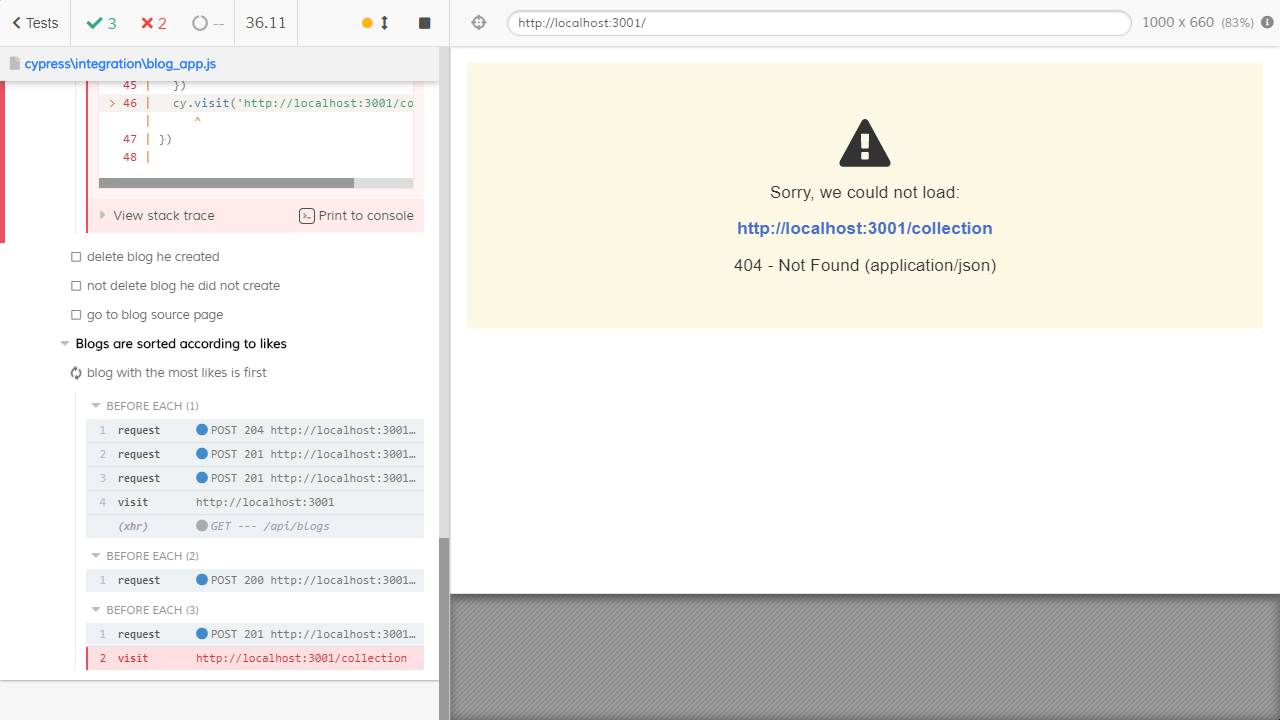 Tests 3 2 -- 36.11
http://localhost:3001/ 1000 x 660 (83%)
cypress\integration\blog_app.js
45 | })
> 46 | cy.visit('http://localhost:3001/co
| ^
47 | })
48 |
View stack trace Print to console
delete blog he created
not delete blog he did not create
go to blog source page
Blogs are sorted according to likes
blog with the most likes is first
BEFORE EACH (1)
1 request POST 204 http://localhost:3001…
2 request POST 201 http://localhost:3001…
3 request POST 201 http://localhost:3001…
4 visit http://localhost:3001
(xhr) GET --- /api/blogs
BEFORE EACH (2)
1 request POST 200 http://localhost:3001…
BEFORE EACH (3)
1 request POST 201 http://localhost:3001…
2 visit http://localhost:3001/collection
Sorry, we could not load:
http://localhost:3001/collection
404 - Not Found (application/json)